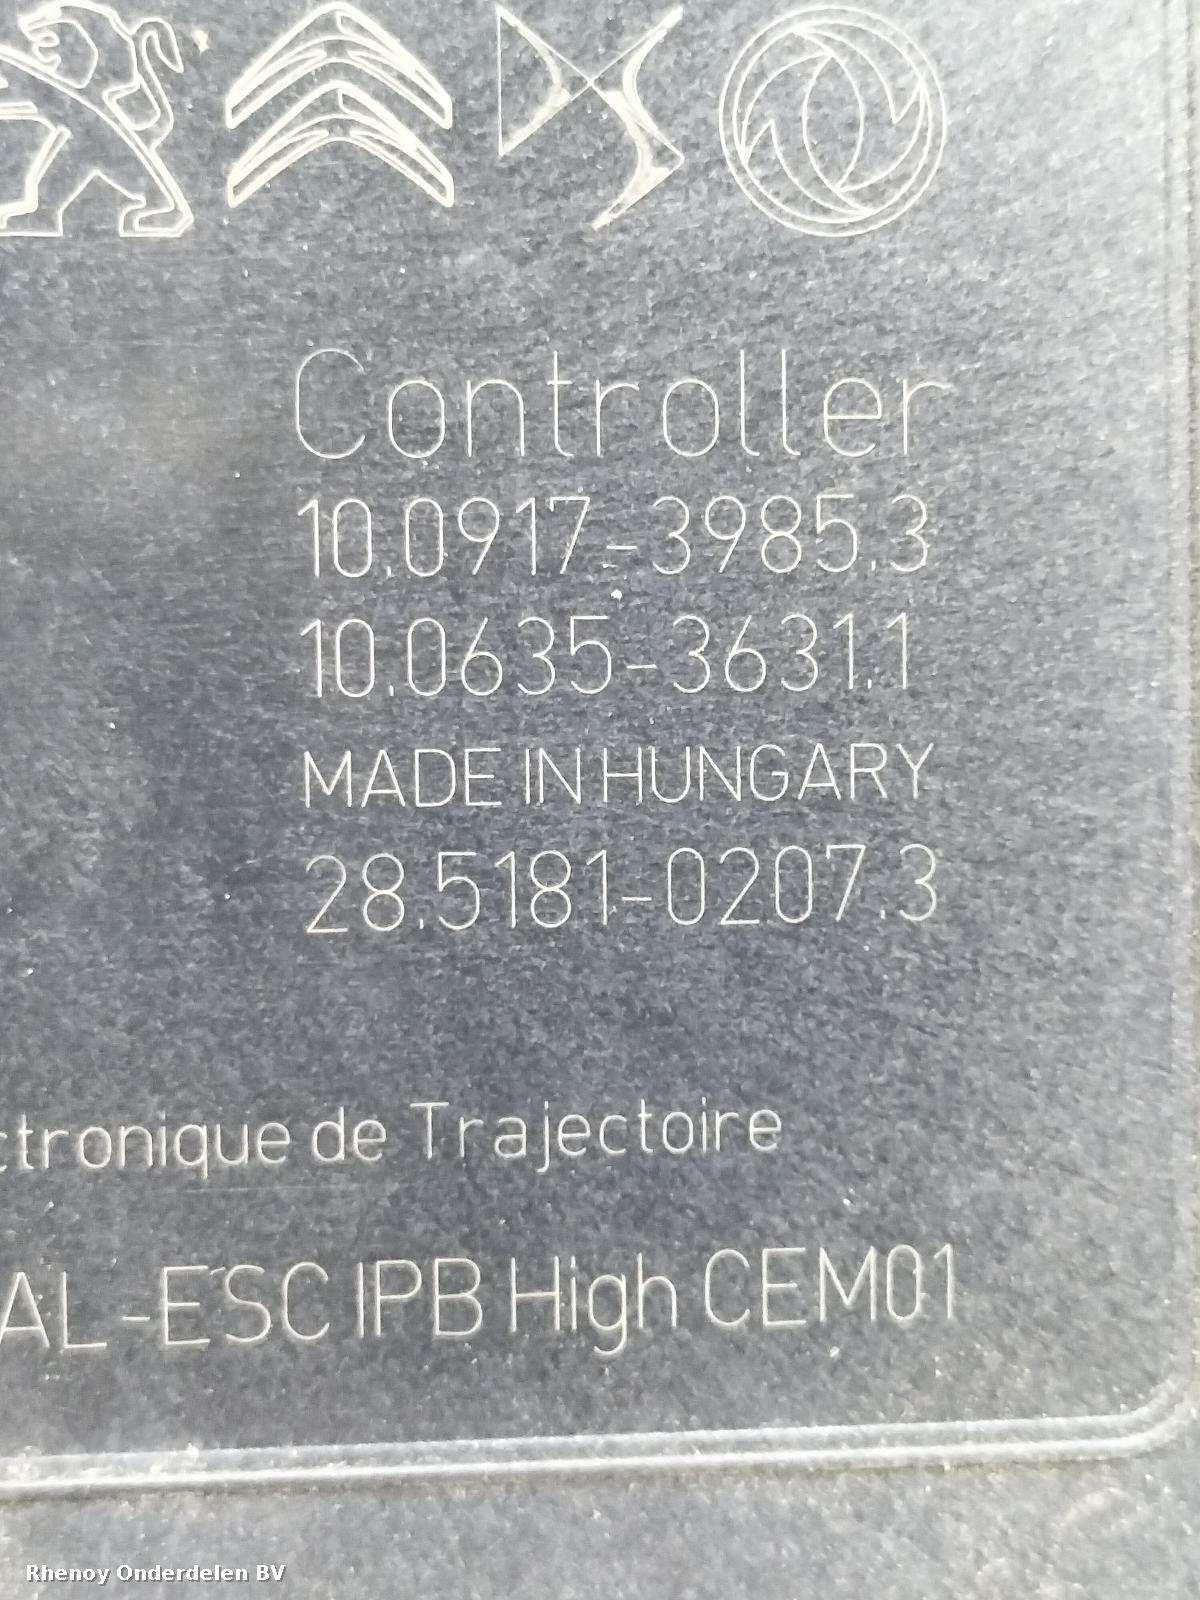 Controller
10.0917-3985.3
10.0635-3631.1
MADE IN HUNGARY
28.5181-0207.3
ctronique de Trajectoire
AL-ESC IPB High CEM01
Rhenoy Onderdelen BV